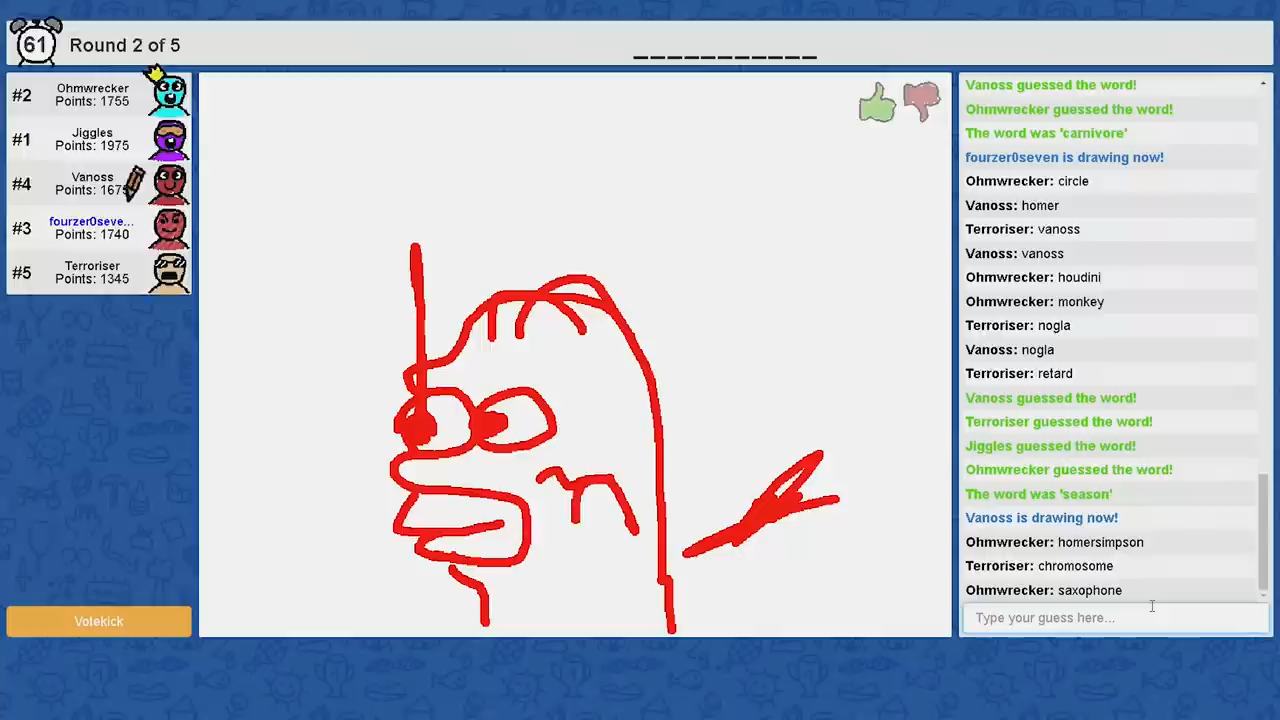 61
Round 2 of 5
___________
#2
Ohmwrecker
Points: 1755
#1
Jiggles
Points: 1975
#4
Vanoss
Points: 1675
#3
fourzer0seve...
Points: 1740
#5
Terroriser
Points: 1345
Volekick
Vanoss guessed the word!
Ohmwrecker guessed the word!
The word was 'carnivore'
fourzer0seven is drawing now!
Ohmwrecker: circle
Vanoss: homer
Terroriser: vanoss
Vanoss: vanoss
Ohmwrecker: houdini
Ohmwrecker: monkey
Terroriser: nogla
Vanoss: nogla
Terroriser: retard
Vanoss guessed the word!
Terroriser guessed the word!
Jiggles guessed the word!
Ohmwrecker guessed the word!
The word was 'season'
Vanoss is drawing now!
Ohmwrecker: homersimpson
Terroriser: chromosome
Ohmwrecker: saxophone
Type your guess here...